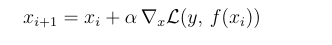 x_{i+1} = x_i + α ∇_x ℒ(y, f(x_i))